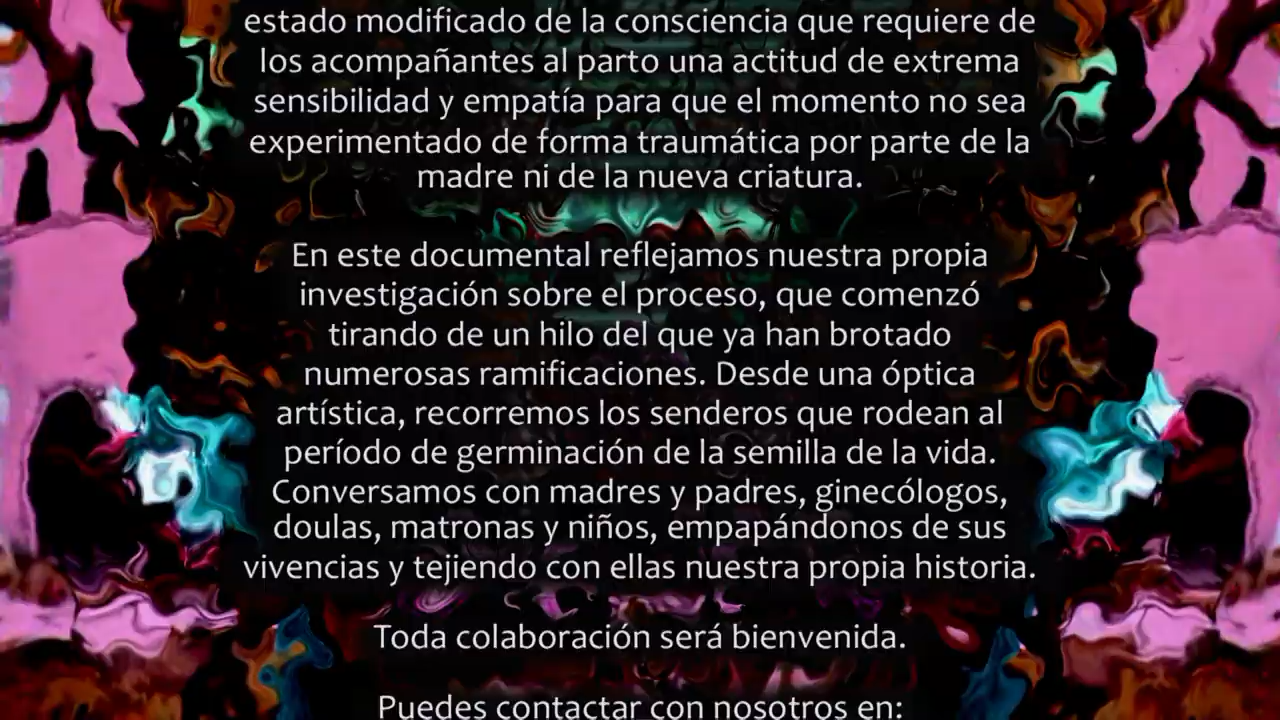 estado modificado de la consciencia que requiere de
los acompañantes al parto una actitud de extrema
sensibilidad y empatía para que el momento no sea
experimentado de forma traumática por parte de la
madre ni de la nueva criatura.
En este documental reflejamos nuestra propia
investigación sobre el proceso, que comenzó
tirando de un hilo del que ya han brotado
numerosas ramificaciones. Desde una óptica
artística, recorremos los senderos que rodean al
período de germinación de la semilla de la vida.
Conversamos con madres y padres, ginecólogos,
doulas, matronas y niños, empapándonos de sus
vivencias y tejiendo con ellas nuestra propia historia.
Toda colaboración será bienvenida.
Puedes contactar con nosotros en: